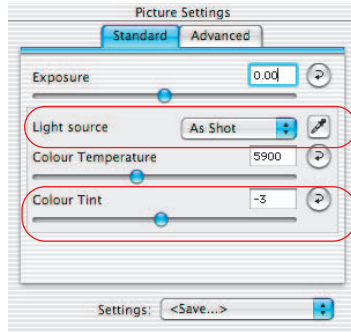 Picture Settings
Standard Advanced
Exposure 0.00
Light source As Shot
Colour Temperature 5900
Colour Tint -3
Settings: <Save...>